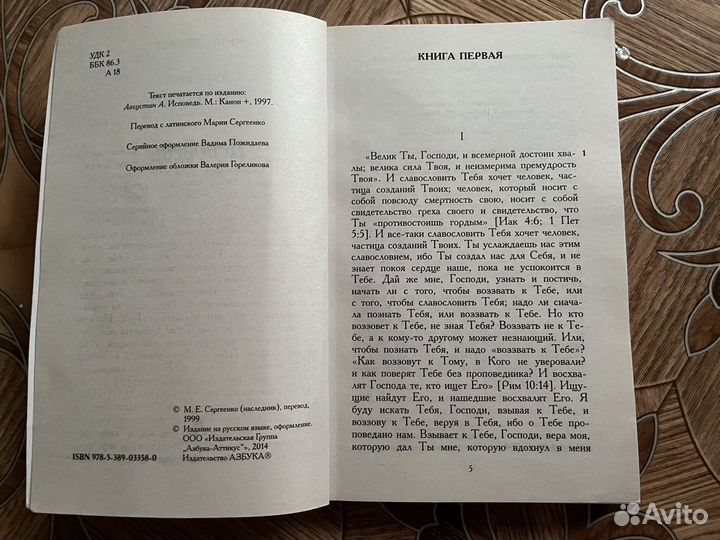 УДК 2
ББК 86.3
А 18
Текст печатается по изданию:
Августин А. Исповедь. М.: Канон +, 1997.
Перевод с латинского Марии Сергеенко
Серийное оформление Вадима Пожидаева
Оформление обложки Валерия Гореликова
© М. Е. Сергеенко (наследник), перевод,
1999
© Издание на русском языке, оформление.
ООО «Издательская Группа
„Азбука-Аттикус“», 2014
ISBN 978-5-389-03358-0
Издательство АЗБУКА®
КНИГА ПЕРВАЯ
I
«Велик Ты, Господи, и всемерной достоин хва- 1
лы; велика сила Твоя, и неизмерима премудрость
Твоя». И славословить Тебя хочет человек, час-
тица созданий Твоих; человек, который носит с
собой повсюду смертность свою, носит с собой
свидетельство греха своего и свидетельство, что
Ты «противостоишь гордым» [Иак 4:6; 1 Пет
5:5]. И все-таки славословить Тебя хочет человек,
частица созданий Твоих. Ты услаждаешь нас этим
славословием, ибо Ты создал нас для Себя, и не
знает покоя сердце наше, пока не успокоится в
Тебе. Дай же мне, Господи, узнать и постичь,
начать ли с того, чтобы воззвать к Тебе, или
с того, чтобы славословить Тебя; надо ли снача-
ла познать Тебя, или воззвать к Тебе. Но кто
воззовет к Тебе, не зная Тебя? Воззвать не к Те-
бе, а к кому-то другому может незнающий. Или,
чтобы познать Тебя, и надо «воззвать к Тебе»?
«Как воззовут к Тому, в Кого не уверовали?
и как поверят Тебе без проповедника? И восхва-
лят Господа те, кто ищет Его» [Рим 10:14]. Ищу-
щие найдут Его, и нашедшие восхвалят Его. Я
буду искать Тебя, Господи, взывая к Тебе, и
воззову к Тебе, веруя в Тебя, ибо о Тебе про-
поведано нам. Взывает к Тебе, Господи, вера моя,
которую дал Ты мне, которую вдохнул в меня
5
Avito